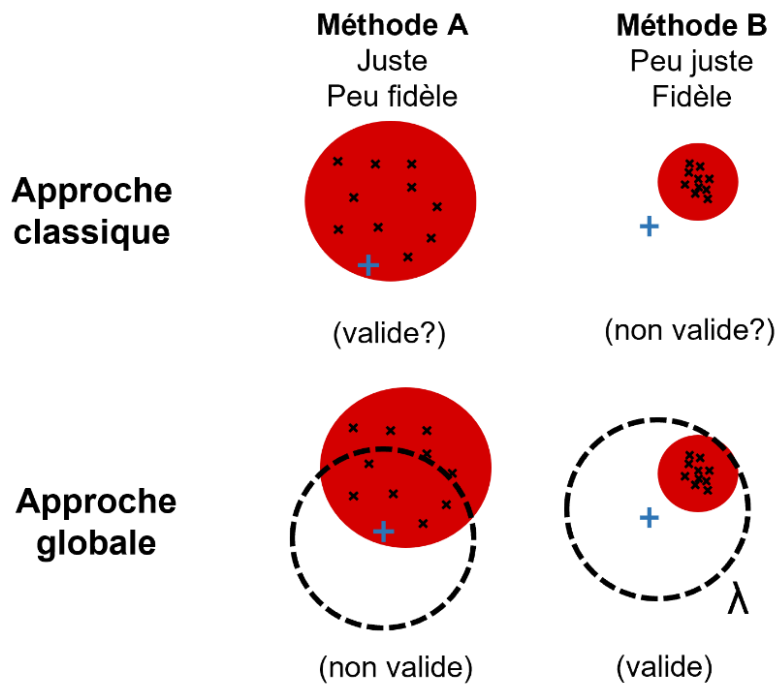 Méthode A
Juste
Peu fidèle
Méthode B
Peu juste
Fidèle
Approche
classique
(valide?)
(non valide?)
Approche
globale
λ
(non valide)
(valide)